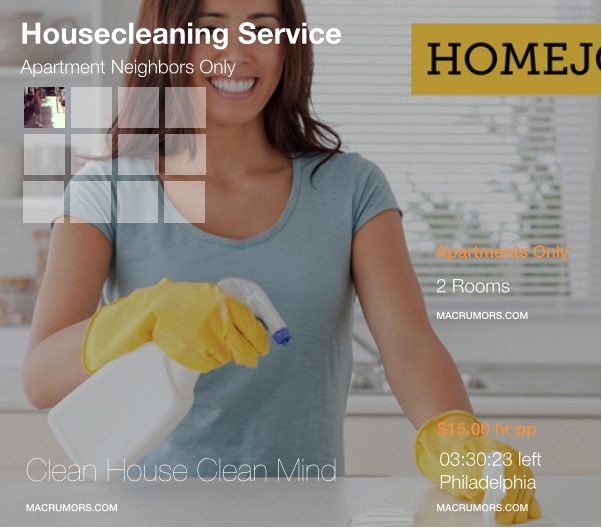 Housecleaning Service
Apartment Neighbors Only
HOMEJO
Apartments Only
2 Rooms
MACRUMORS.COM
$15.00 hr pp
03:30:23 left
Philadelphia
Clean House Clean Mind
MACRUMORS.COM
MACRUMORS.COM